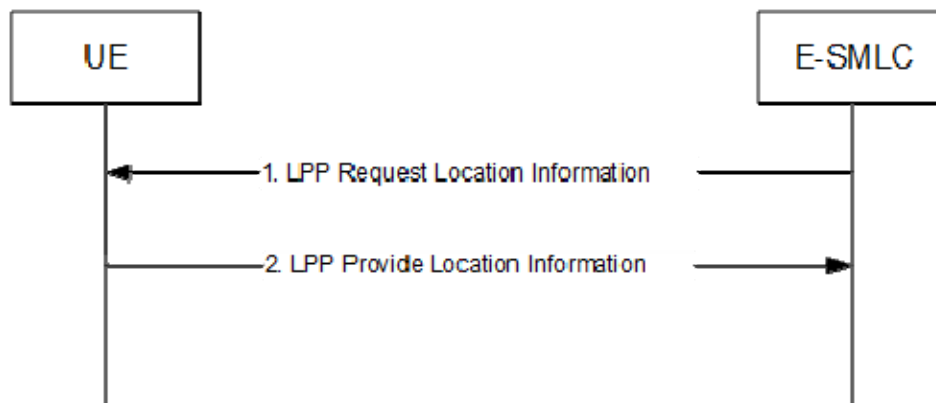 UE
E-SMLC
1. LPP Request Location Information
2. LPP Provide Location Information